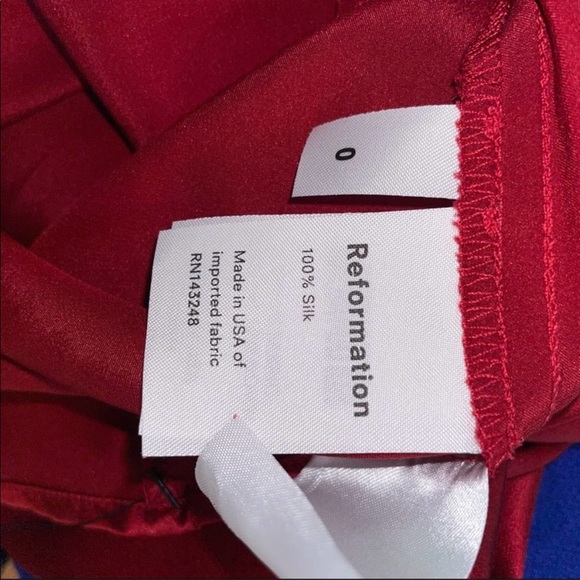 0
Reformation
100% Silk
Made in USA of
imported fabric
RN143248